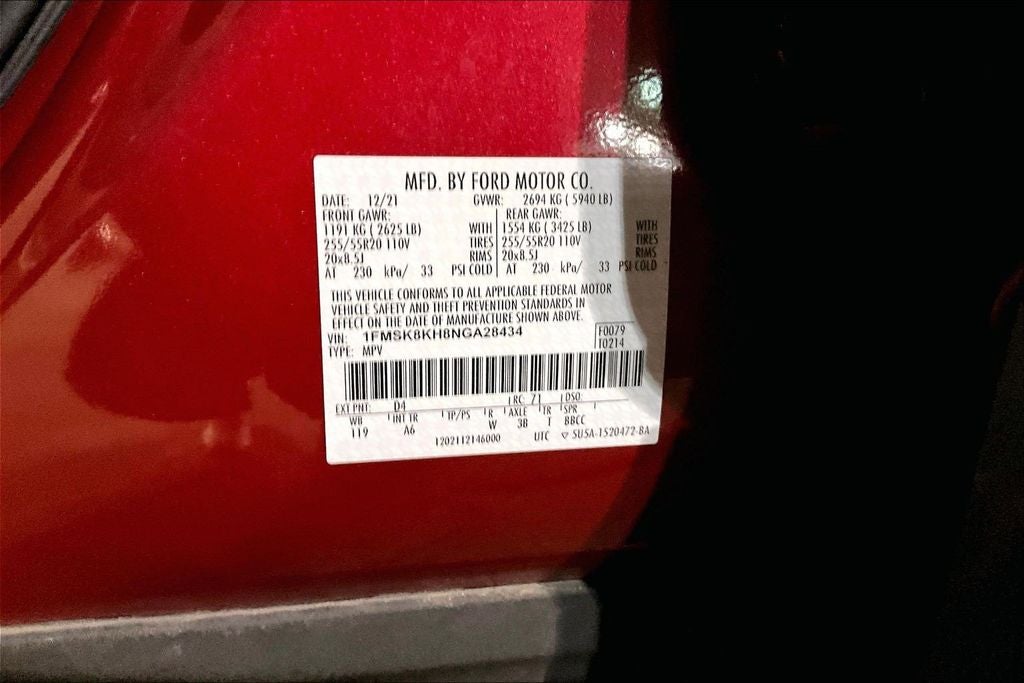 MFD. BY FORD MOTOR CO.
DATE: 12/21 GVWR: 2694 KG ( 5940 LB)
FRONT GAWR: REAR GAWR:
1191 KG ( 2625 LB) WITH 1554 KG ( 3425 LB) WITH
255/55R20 110V TIRES 255/55R20 110V TIRES
20x8.5J RIMS 20x8.5J RIMS
AT 230 kPa/ 33 PSI COLD AT 230 kPa/ 33 PSI COLD
THIS VEHICLE CONFORMS TO ALL APPLICABLE FEDERAL MOTOR
VEHICLE SAFETY AND THEFT PREVENTION STANDARDS IN
EFFECT ON THE DATE OF MANUFACTURE SHOWN ABOVE.
VIN: 1FMSK8KH8NGA28434 F0079
TYPE: MPV T0214
EXT PNT: D4 RC: 71 DSO:
WB INT TR TP/PS R AXLE TR SPR
119 A6 W 3B T BBCC
1202112146000 UTC ▽ SU5A-1520472-BA